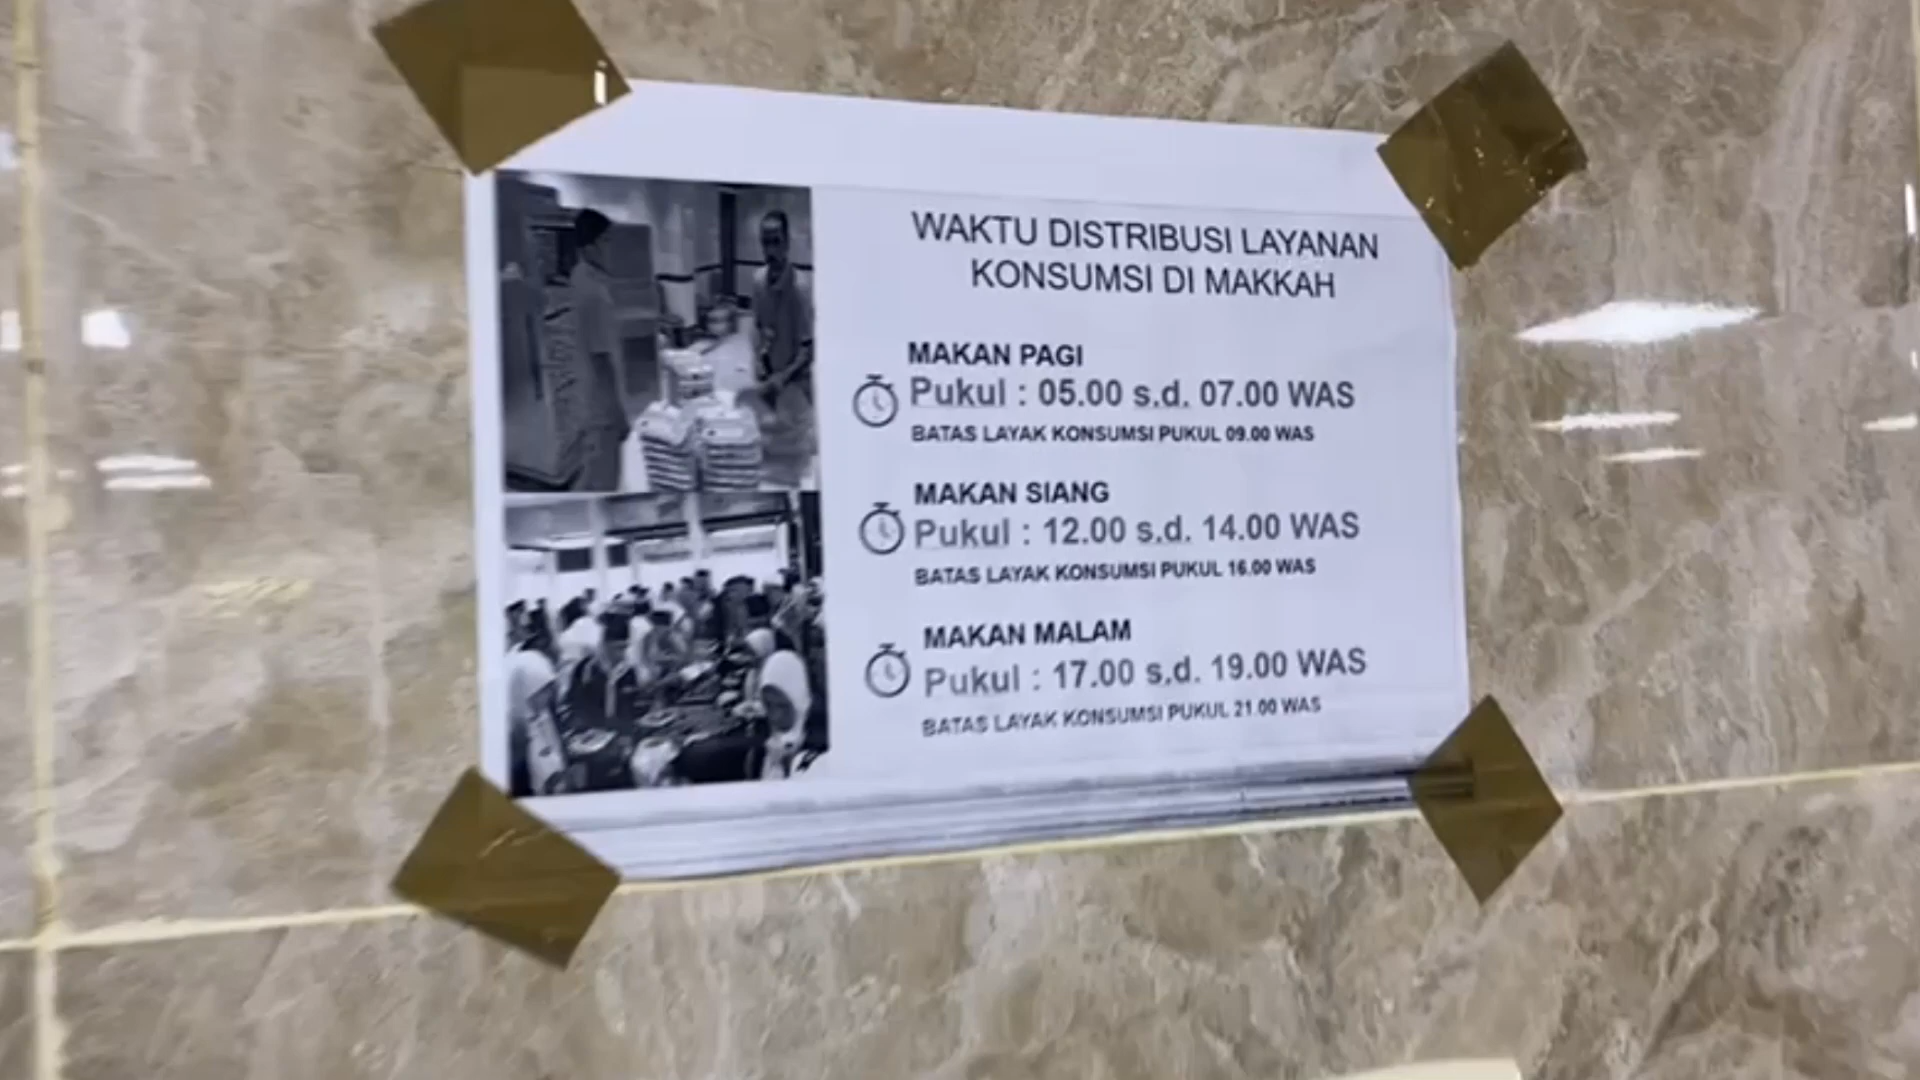 WAKTU DISTRIBUSI LAYANAN
KONSUMSI DI MAKKAH
MAKAN PAGI
Pukul : 05.00 s.d. 07.00 WAS
BATAS LAYAK KONSUMSI PUKUL 09.00 WAS
MAKAN SIANG
Pukul : 12.00 s.d. 14.00 WAS
BATAS LAYAK KONSUMSI PUKUL 16.00 WAS
MAKAN MALAM
Pukul : 17.00 s.d. 19.00 WAS
BATAS LAYAK KONSUMSI PUKUL 21.00 WAS